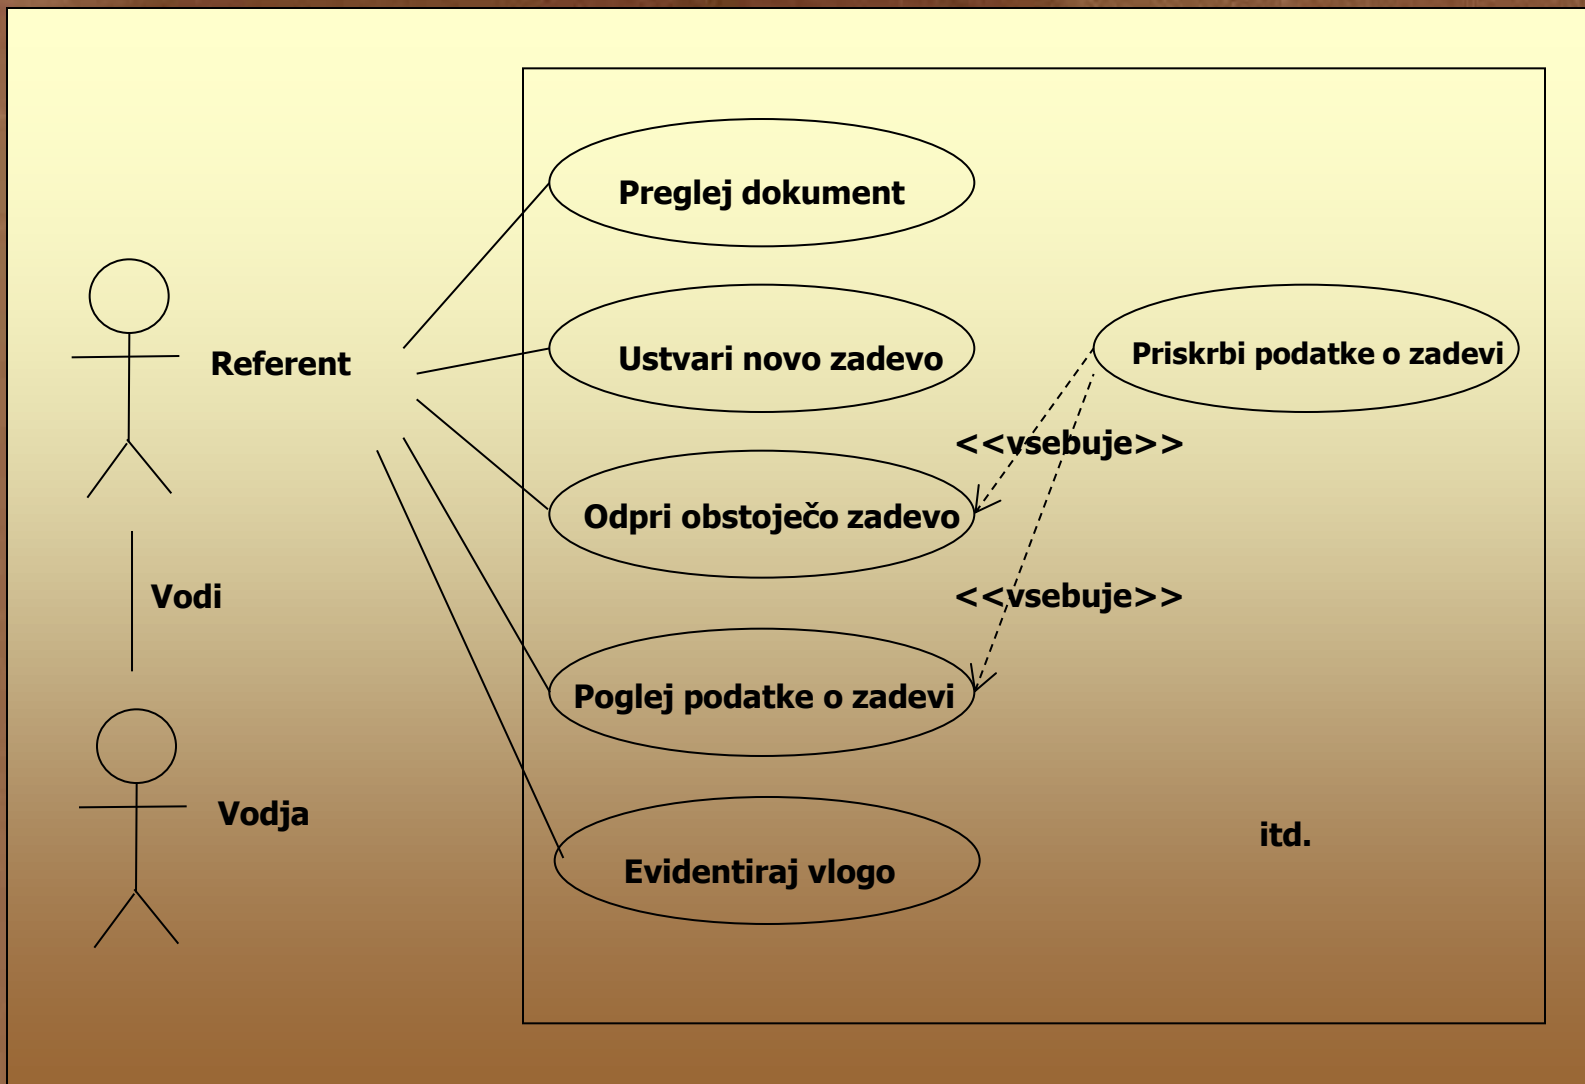 Preglej dokument
Ustvari novo zadevo
Priskrbi podatke o zadevi
Referent
<<vsebuje>>
Odpri obstoječo zadevo
Vodi
<<vsebuje>>
Poglej podatke o zadevi
Vodja
itd.
Evidentiraj vlogo